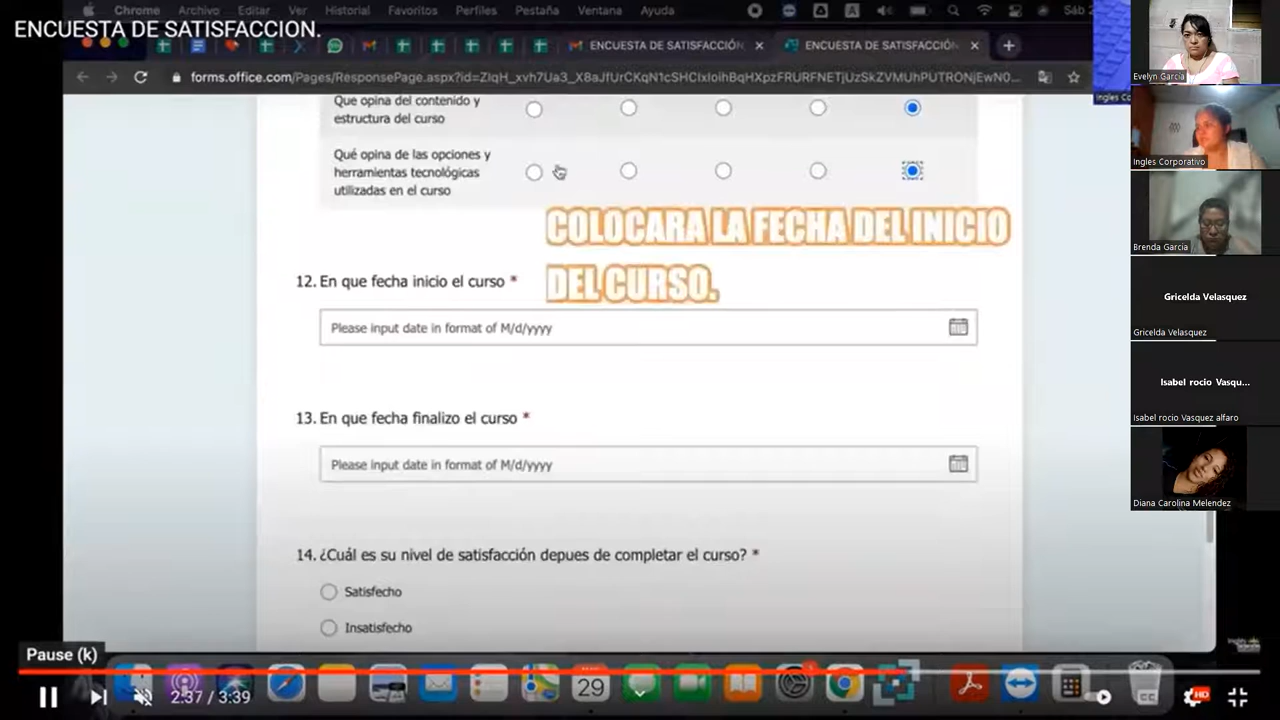 Chrome Archivo Editar Ver Historial Favoritos Perfiles Pestaña Ventana Ayuda
ENCUESTA DE SATISFACCION.
ENCUESTA DE SATISFACCIÓN
ENCUESTA DE SATISFACCIÓN
Que opina del contenido y
estructura del curso
Qué opina de las opciones y
herramientas tecnológicas
utilizadas en el curso
COLOCARA LA FECHA DEL INICIO
DEL CURSO.
12. En que fecha inicio el curso *
Please input date in format of M/d/yyyy
13. En que fecha finalizo el curso *
Please input date in format of M/d/yyyy
14. ¿Cuál es su nivel de satisfacción depues de completar el curso? *
Satisfecho
Insatisfecho
Pause (k)
2:37 / 3:39
29
CC
HD
Evelyn García
Ingles Corporativo
Brenda Garcia
Gricelda Velasquez
Gricelda Velasquez
Isabel rocio Vasqu...
Isabel rocio Vasquez alfaro
Diana Carolina Melendez